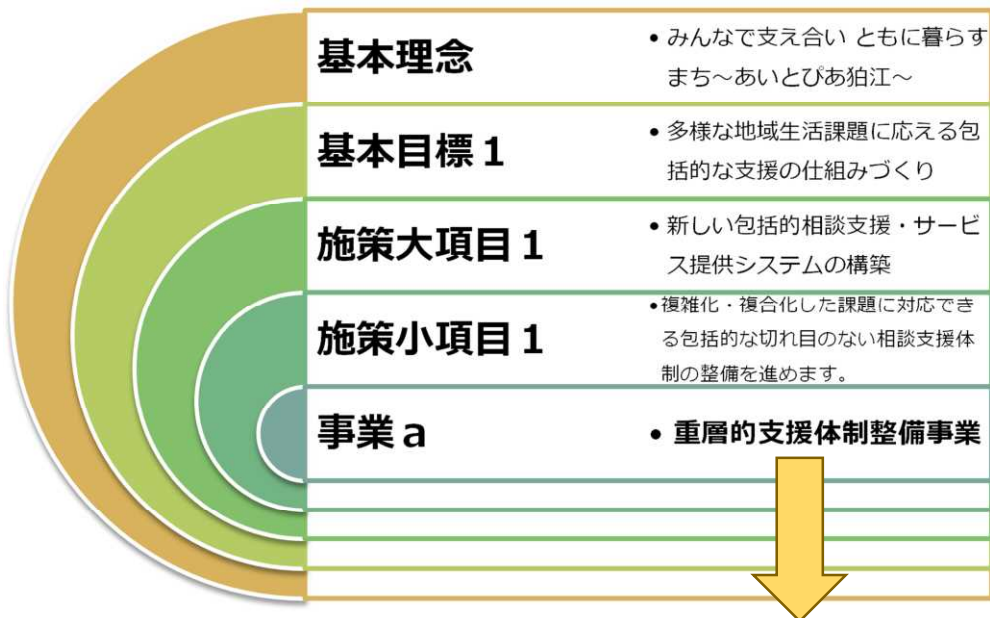 基本理念
• みんなで支え合い ともに暮らす
まち～あいとぴあ狛江～
基本目標１
• 多様な地域生活課題に応える包
括的な支援の仕組みづくり
施策大項目１
• 新しい包括的相談支援・サービ
ス提供システムの構築
施策小項目１
•複雑化・複合化した課題に対応でき
る包括的な切れ目のない相談支援体
制の整備を進めます。
事業ａ
• 重層的支援体制整備事業